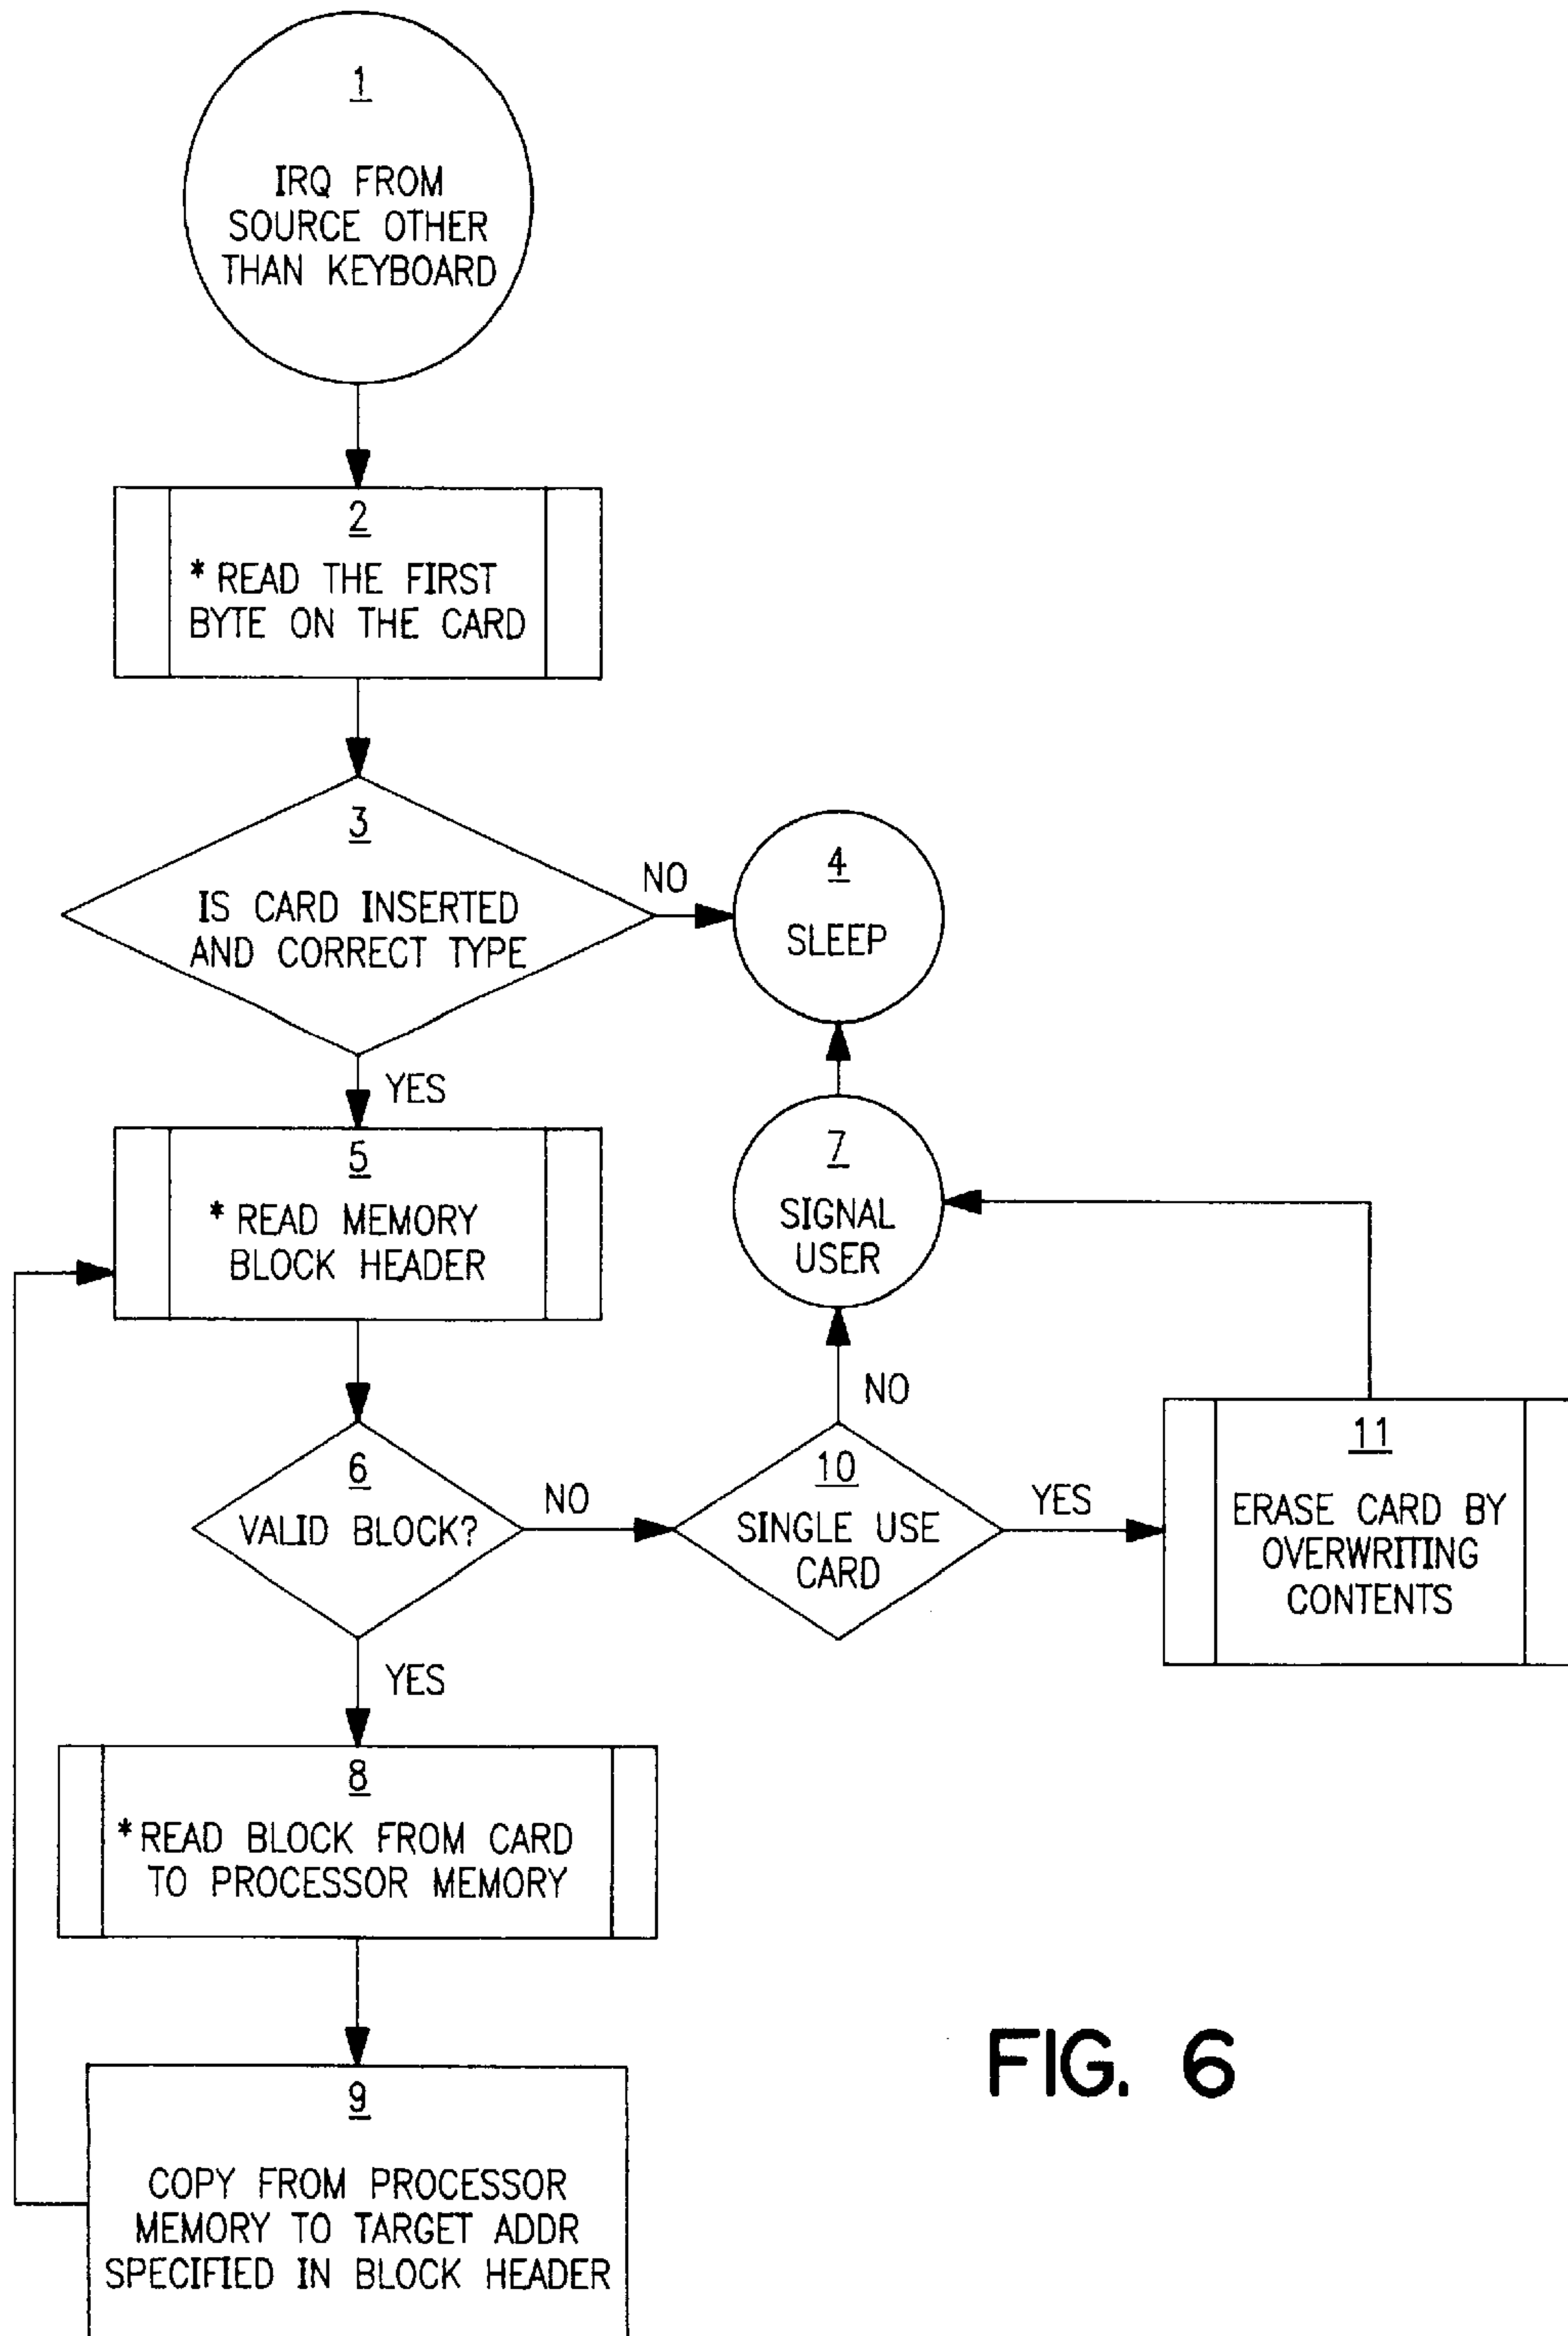 1
IRQ FROM
SOURCE OTHER
THAN KEYBOARD
2
* READ THE FIRST
BYTE ON THE CARD
3
IS CARD INSERTED
AND CORRECT TYPE
NO
4
SLEEP
YES
5
* READ MEMORY
BLOCK HEADER
7
SIGNAL
USER
6
VALID BLOCK?
NO
10
SINGLE USE
CARD
NO
YES
11
ERASE CARD BY
OVERWRITING
CONTENTS
YES
8
* READ BLOCK FROM CARD
TO PROCESSOR MEMORY
9
COPY FROM PROCESSOR
MEMORY TO TARGET ADDR
SPECIFIED IN BLOCK HEADER
FIG. 6